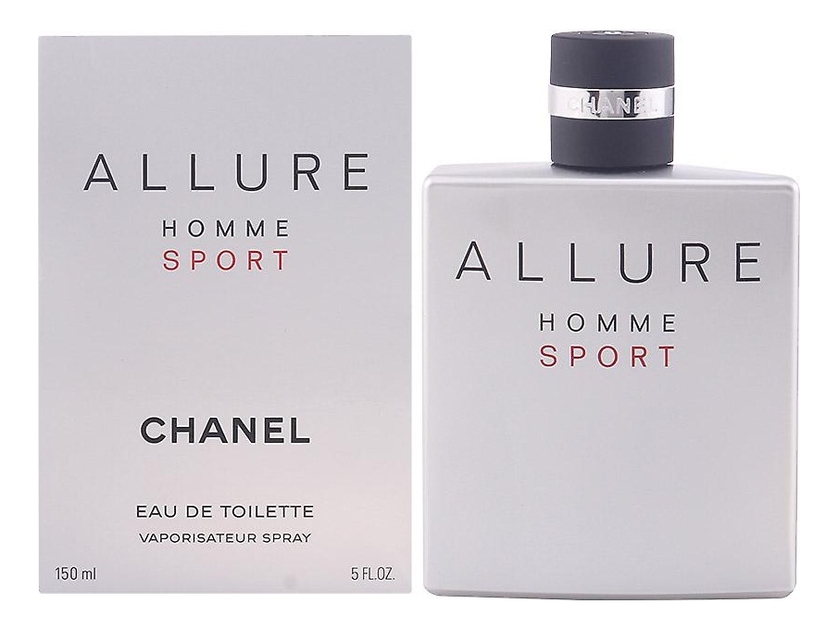 ALLURE
HOMME
SPORT
CHANEL
EAU DE TOILETTE
VAPORISATEUR SPRAY
150 ml 5 FL.OZ.
CHANEL
ALLURE
HOMME
SPORT